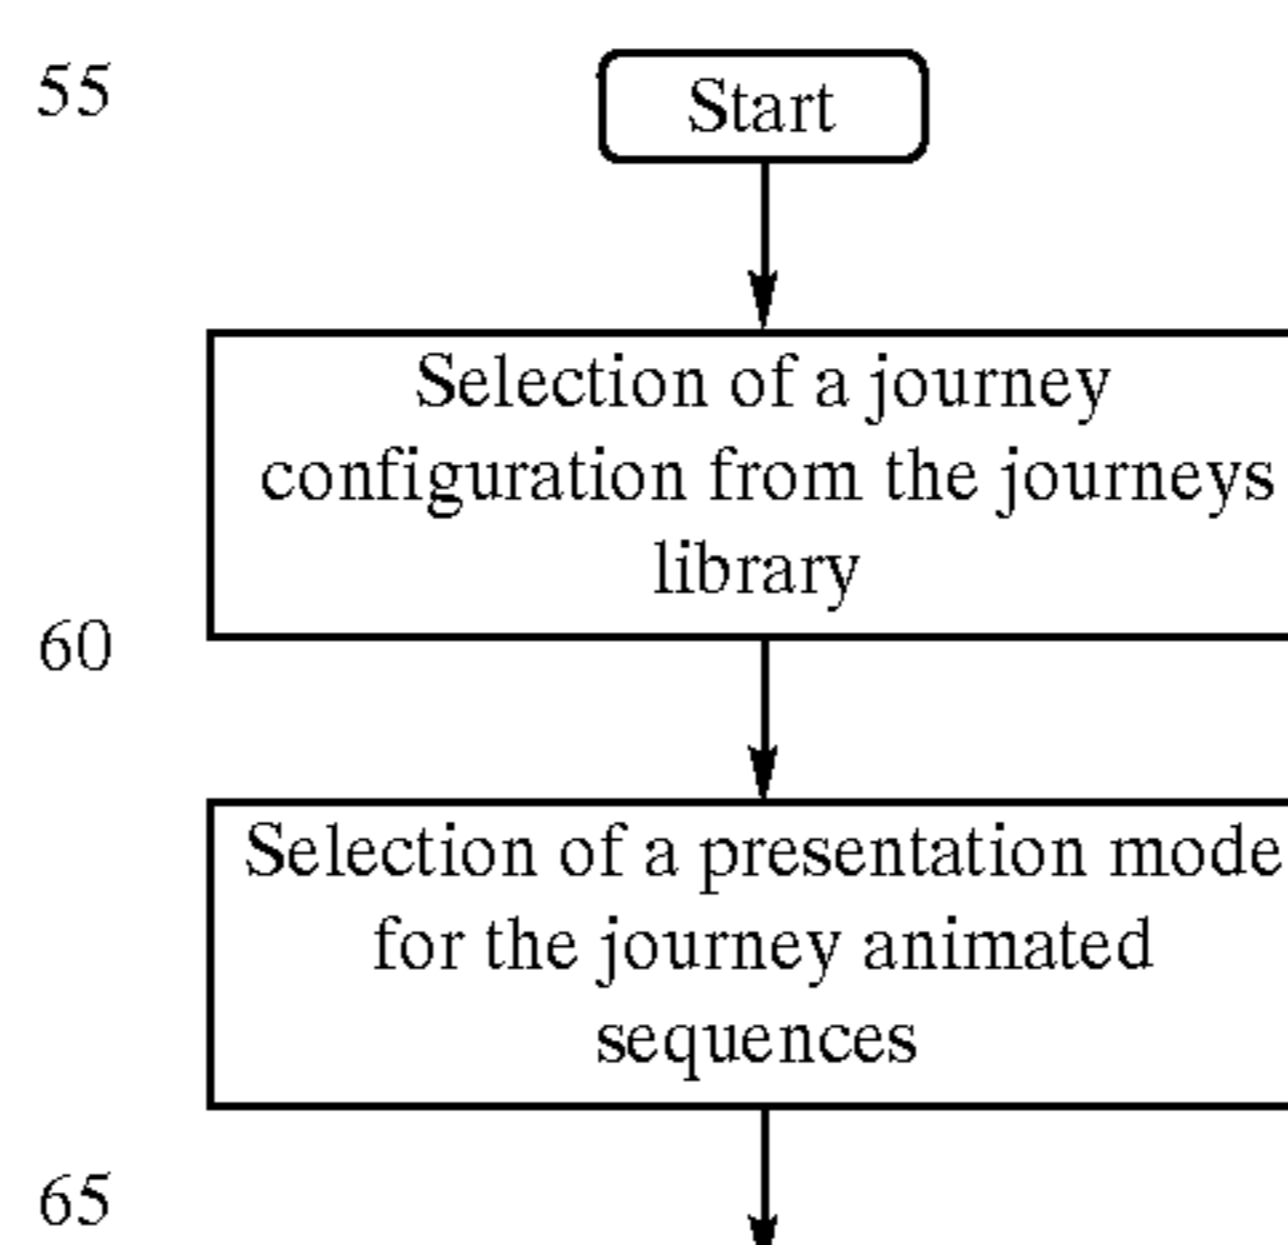 55
Start
Selection of a journey
configuration from the journeys
library
60
Selection of a presentation mode
for the journey animated
sequences
65